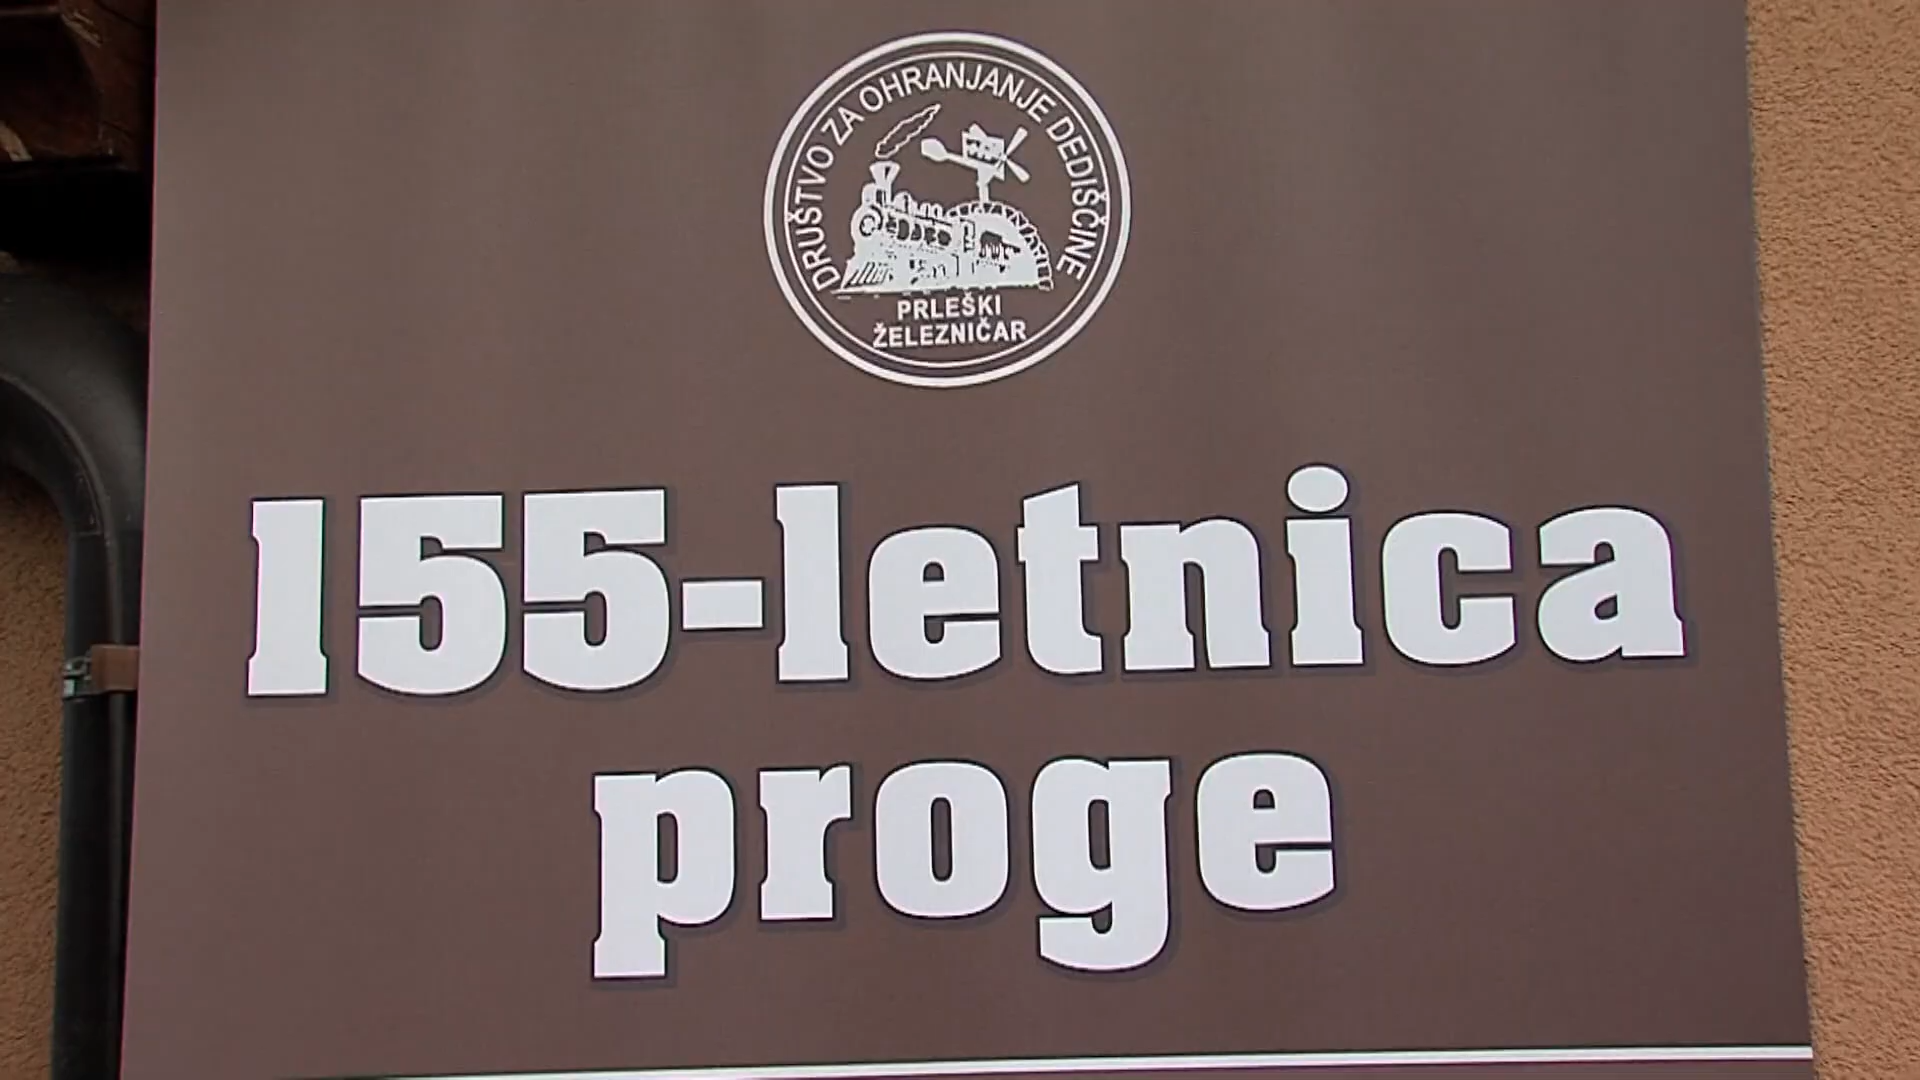 DRUŠTVO ZA OHRANJANJE DEDIŠČINE
PRLEŠKI
ŽELEZNIČAR
155-letnica
proge